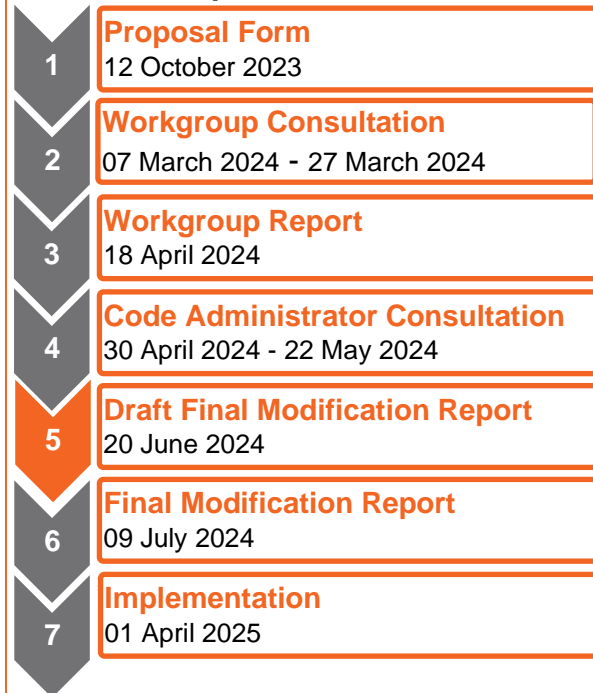 1
Proposal Form
12 October 2023
2
Workgroup Consultation
07 March 2024 - 27 March 2024
3
Workgroup Report
18 April 2024
4
Code Administrator Consultation
30 April 2024 - 22 May 2024
5
Draft Final Modification Report
20 June 2024
6
Final Modification Report
09 July 2024
7
Implementation
01 April 2025